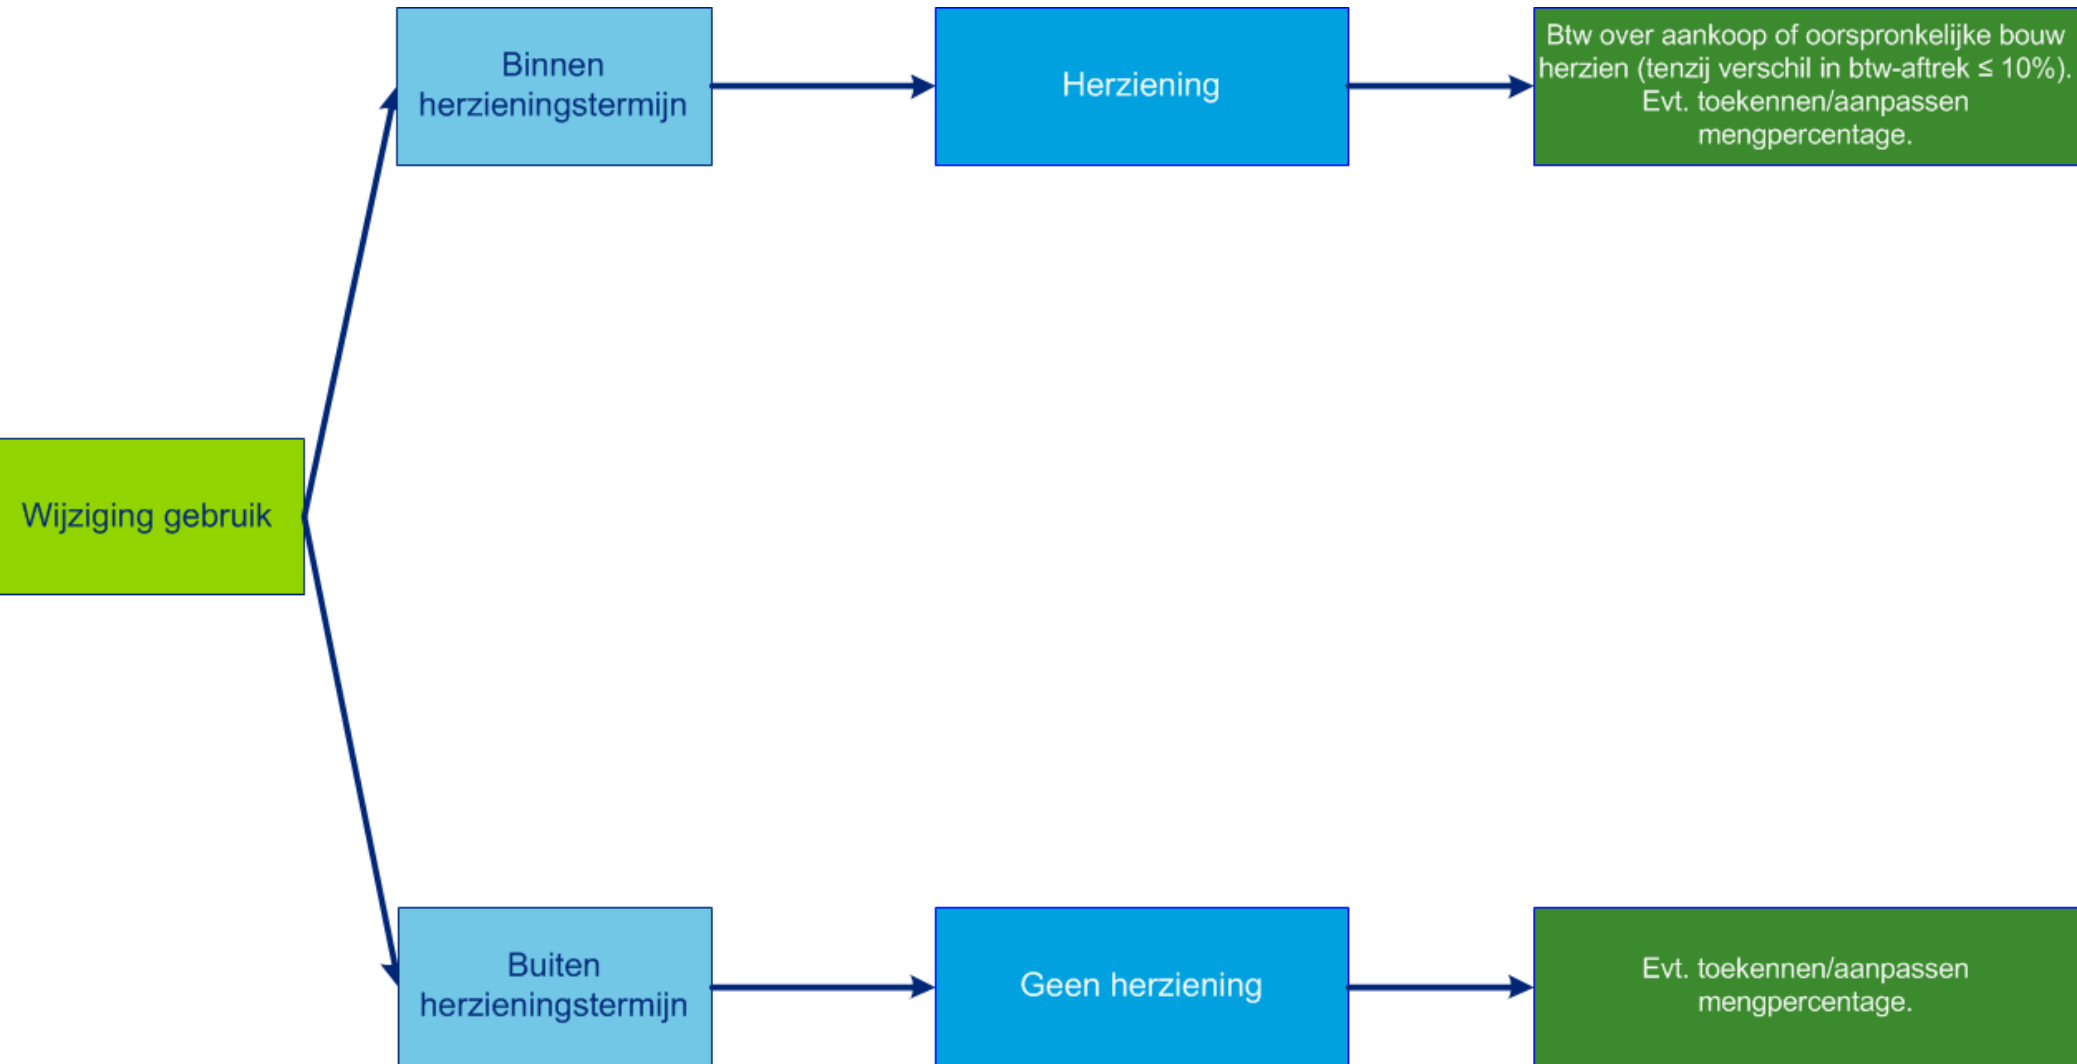 Binnen
herzieningstermijn
Herziening
Btw over aankoop of oorspronkelijke bouw
herzien (tenzij verschil in btw-aftrek ≤ 10%).
Evt. toekennen/aanpassen
mengpercentage.
Wijziging gebruik
Buiten
herzieningstermijn
Geen herziening
Evt. toekennen/aanpassen
mengpercentage.